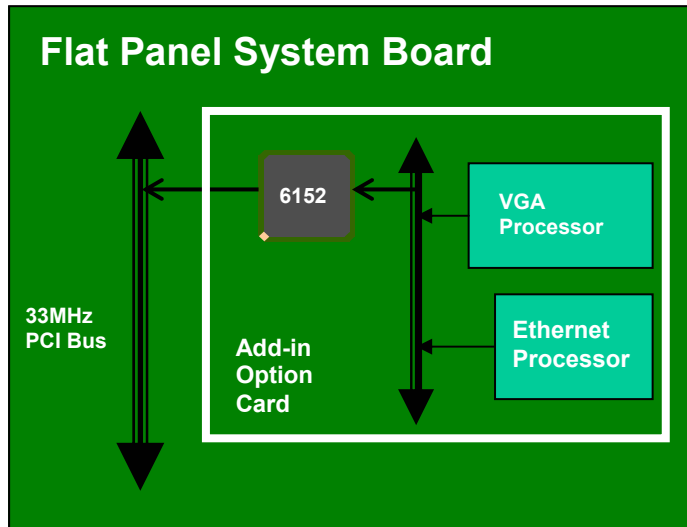 Flat Panel System Board
6152
VGA
Processor
33MHz
PCI Bus
Add-in
Option
Card
Ethernet
Processor